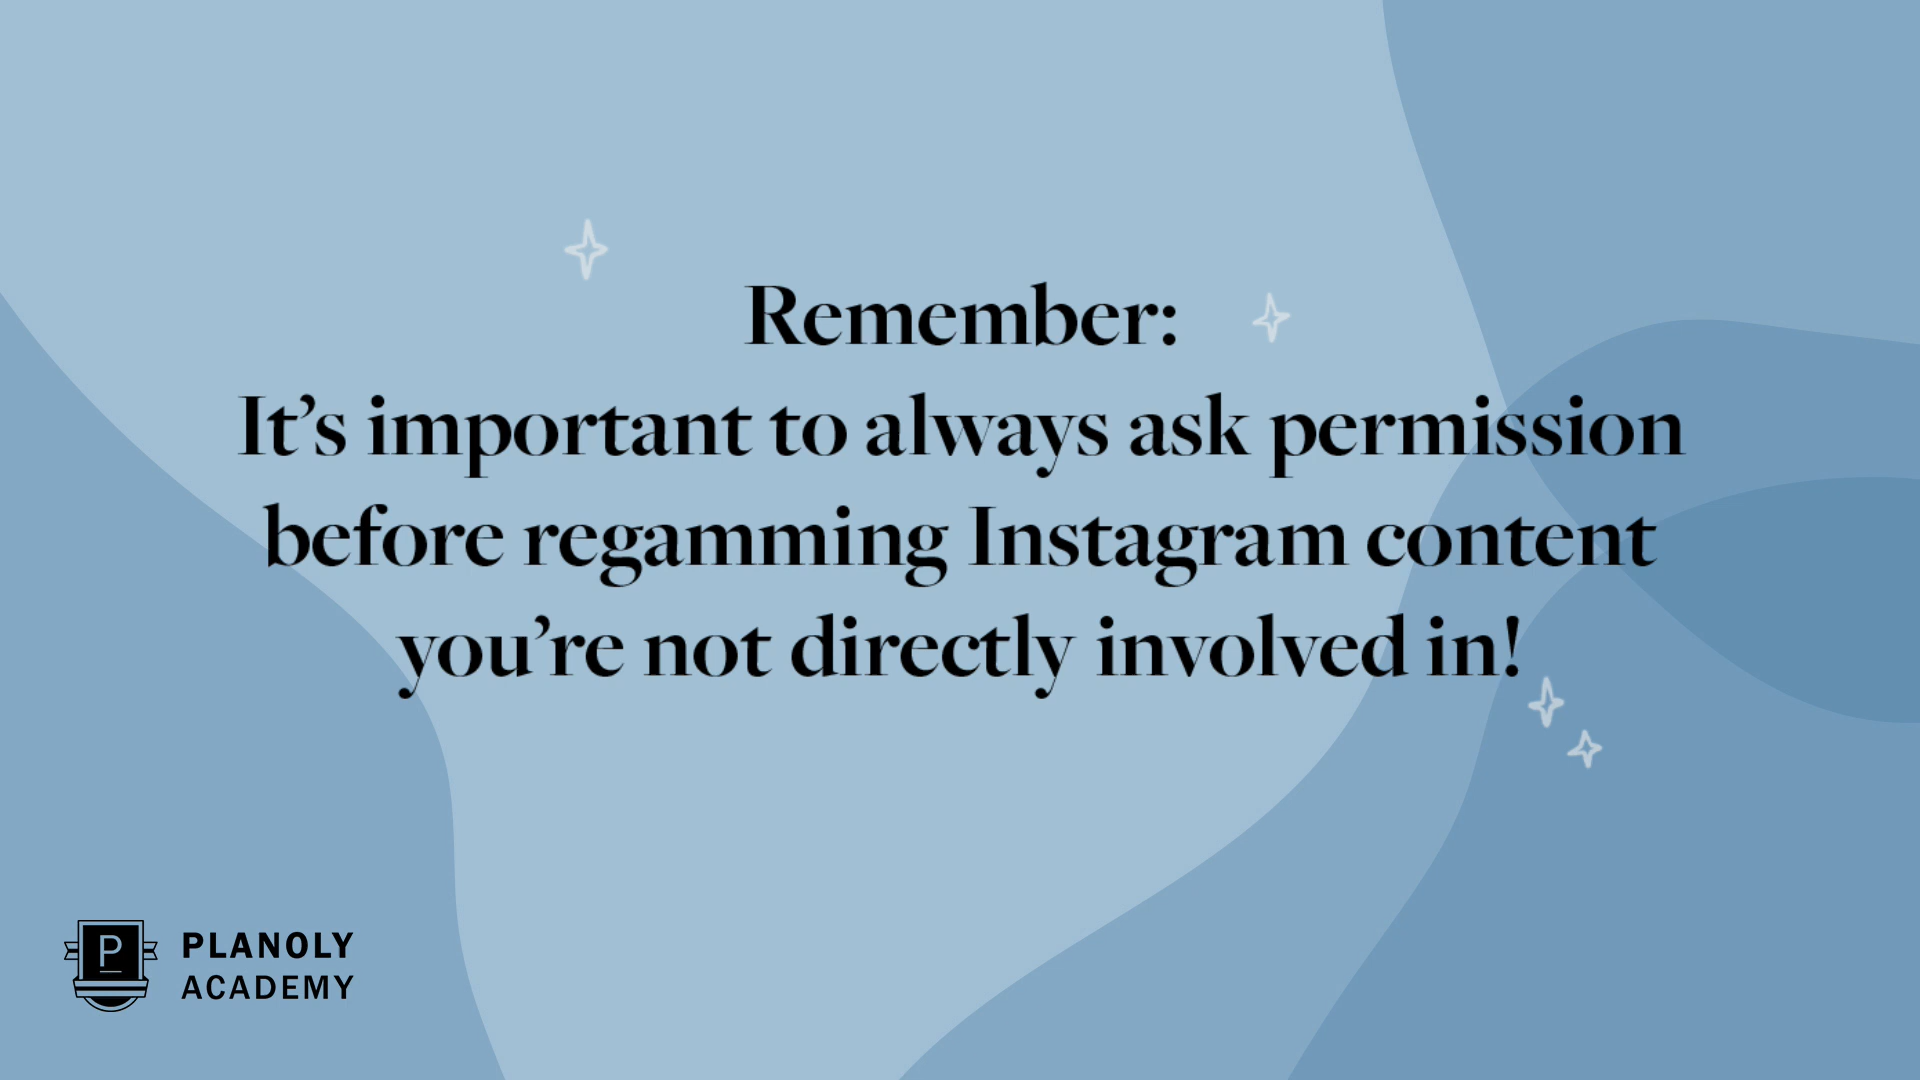 Remember:
It’s important to always ask permission
before regamming Instagram content
you’re not directly involved in!
P
PLANOLY
ACADEMY